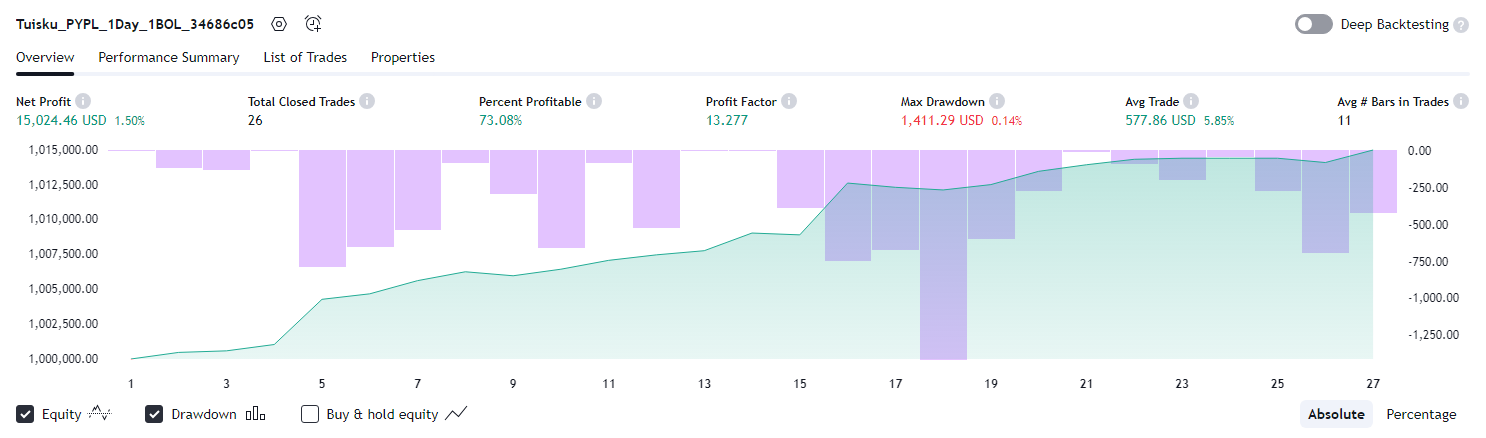 Tuisku_PYPL_1Day_1BOL_34686c05 Deep Backtesting ?
Overview Performance Summary List of Trades Properties
Net Profit Total Closed Trades Percent Profitable Profit Factor Max Drawdown Avg Trade Avg # Bars in Trades
15,024.46 USD 1.50% 26 73.08% 13.277 1,411.29 USD 0.14% 577.86 USD 5.85% 11
1,015,000.00 0.00
1,012,500.00 -250.00
1,010,000.00 -500.00
1,007,500.00 -750.00
1,005,000.00 -1,000.00
1,002,500.00 -1,250.00
1,000,000.00
1 3 5 7 9 11 13 15 17 19 21 23 25 27
Equity Drawdown Buy & hold equity Absolute Percentage